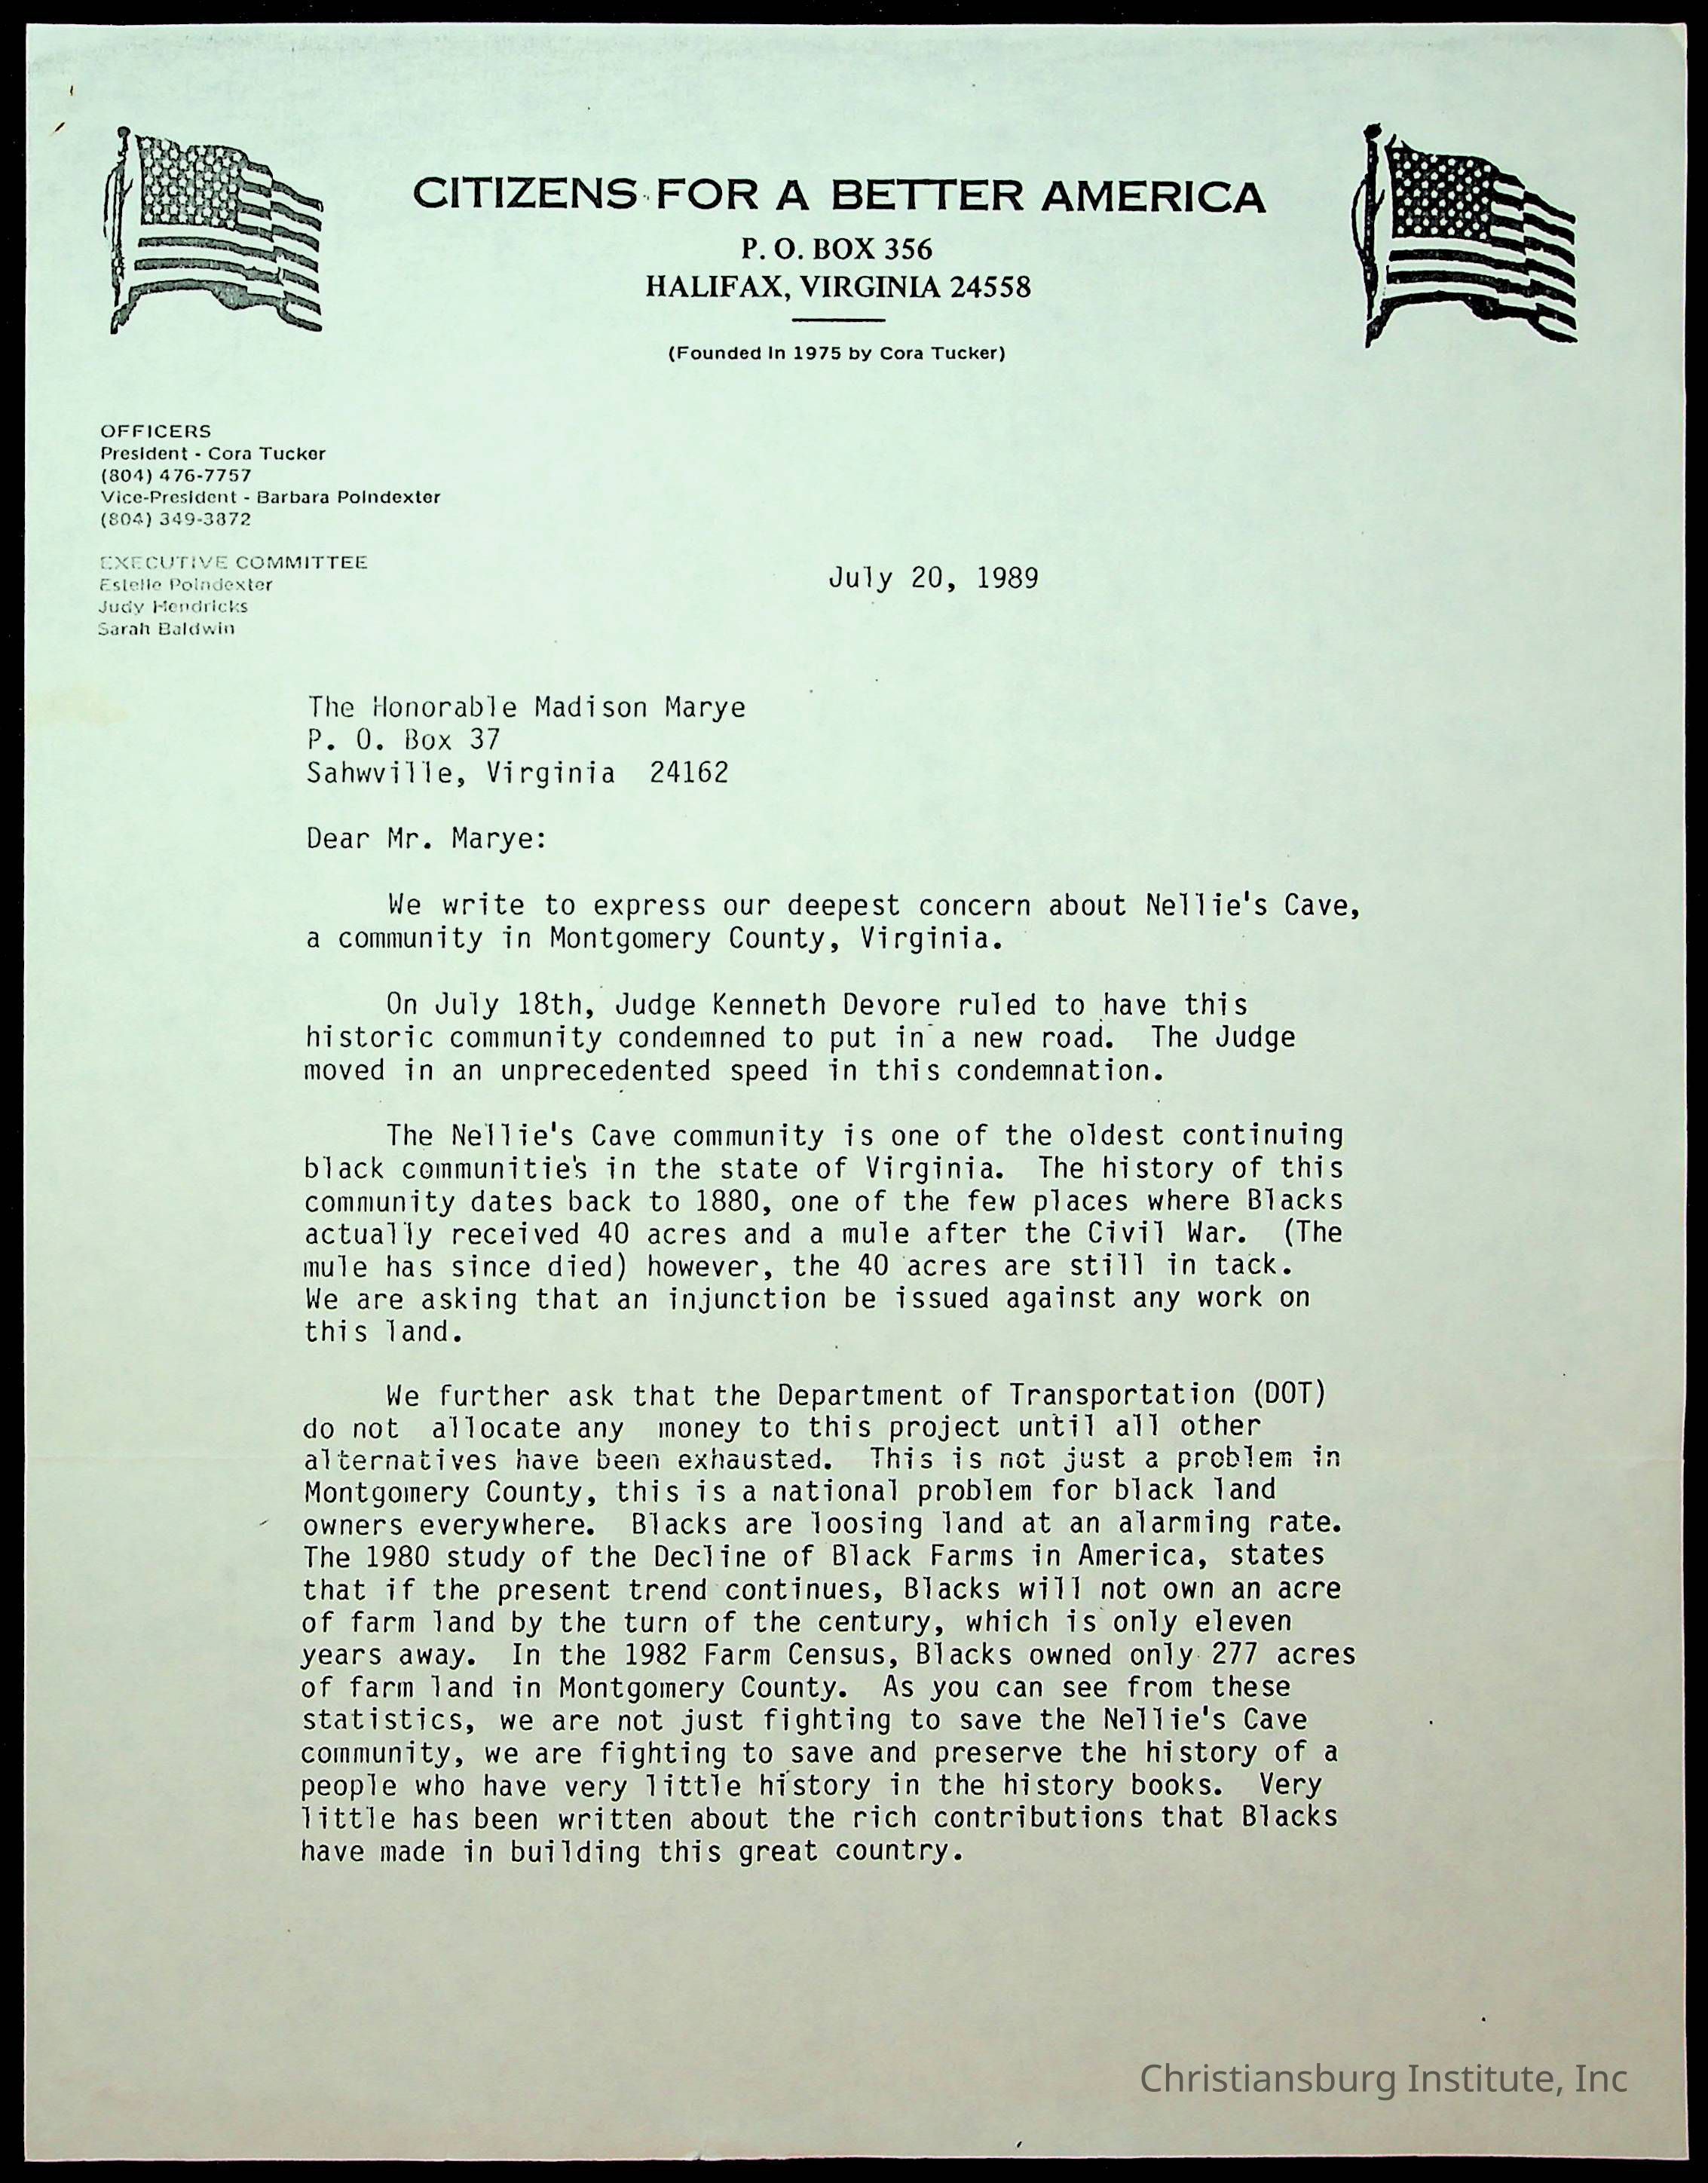 CITIZENS FOR A BETTER AMERICA
P. O. BOX 356
HALIFAX, VIRGINIA 24558
(Founded In 1975 by Cora Tucker)
OFFICERS
President - Cora Tucker
(804) 476-7757
Vice-President - Barbara Poindexter
(804) 349-3872
EXECUTIVE COMMITTEE
Estelle Poindexter
Judy Hendricks
Sarah Baldwin
July 20, 1989
The Honorable Madison Marye
P. O. Box 37
Sahwville, Virginia 24162
Dear Mr. Marye:
We write to express our deepest concern about Nellie's Cave,
a community in Montgomery County, Virginia.
On July 18th, Judge Kenneth Devore ruled to have this
historic community condemned to put in a new road. The Judge
moved in an unprecedented speed in this condemnation.
The Nellie's Cave community is one of the oldest continuing
black communitie's in the state of Virginia. The history of this
community dates back to 1880, one of the few places where Blacks
actually received 40 acres and a mule after the Civil War. (The
mule has since died) however, the 40 acres are still in tack.
We are asking that an injunction be issued against any work on
this land.
We further ask that the Department of Transportation (DOT)
do not allocate any money to this project until all other
alternatives have been exhausted. This is not just a problem in
Montgomery County, this is a national problem for black land
owners everywhere. Blacks are loosing land at an alarming rate.
The 1980 study of the Decline of Black Farms in America, states
that if the present trend continues, Blacks will not own an acre
of farm land by the turn of the century, which is only eleven
years away. In the 1982 Farm Census, Blacks owned only 277 acres
of farm land in Montgomery County. As you can see from these
statistics, we are not just fighting to save the Nellie's Cave
community, we are fighting to save and preserve the history of a
people who have very little history in the history books. Very
little has been written about the rich contributions that Blacks
have made in building this great country.
Christiansburg Institute, Inc